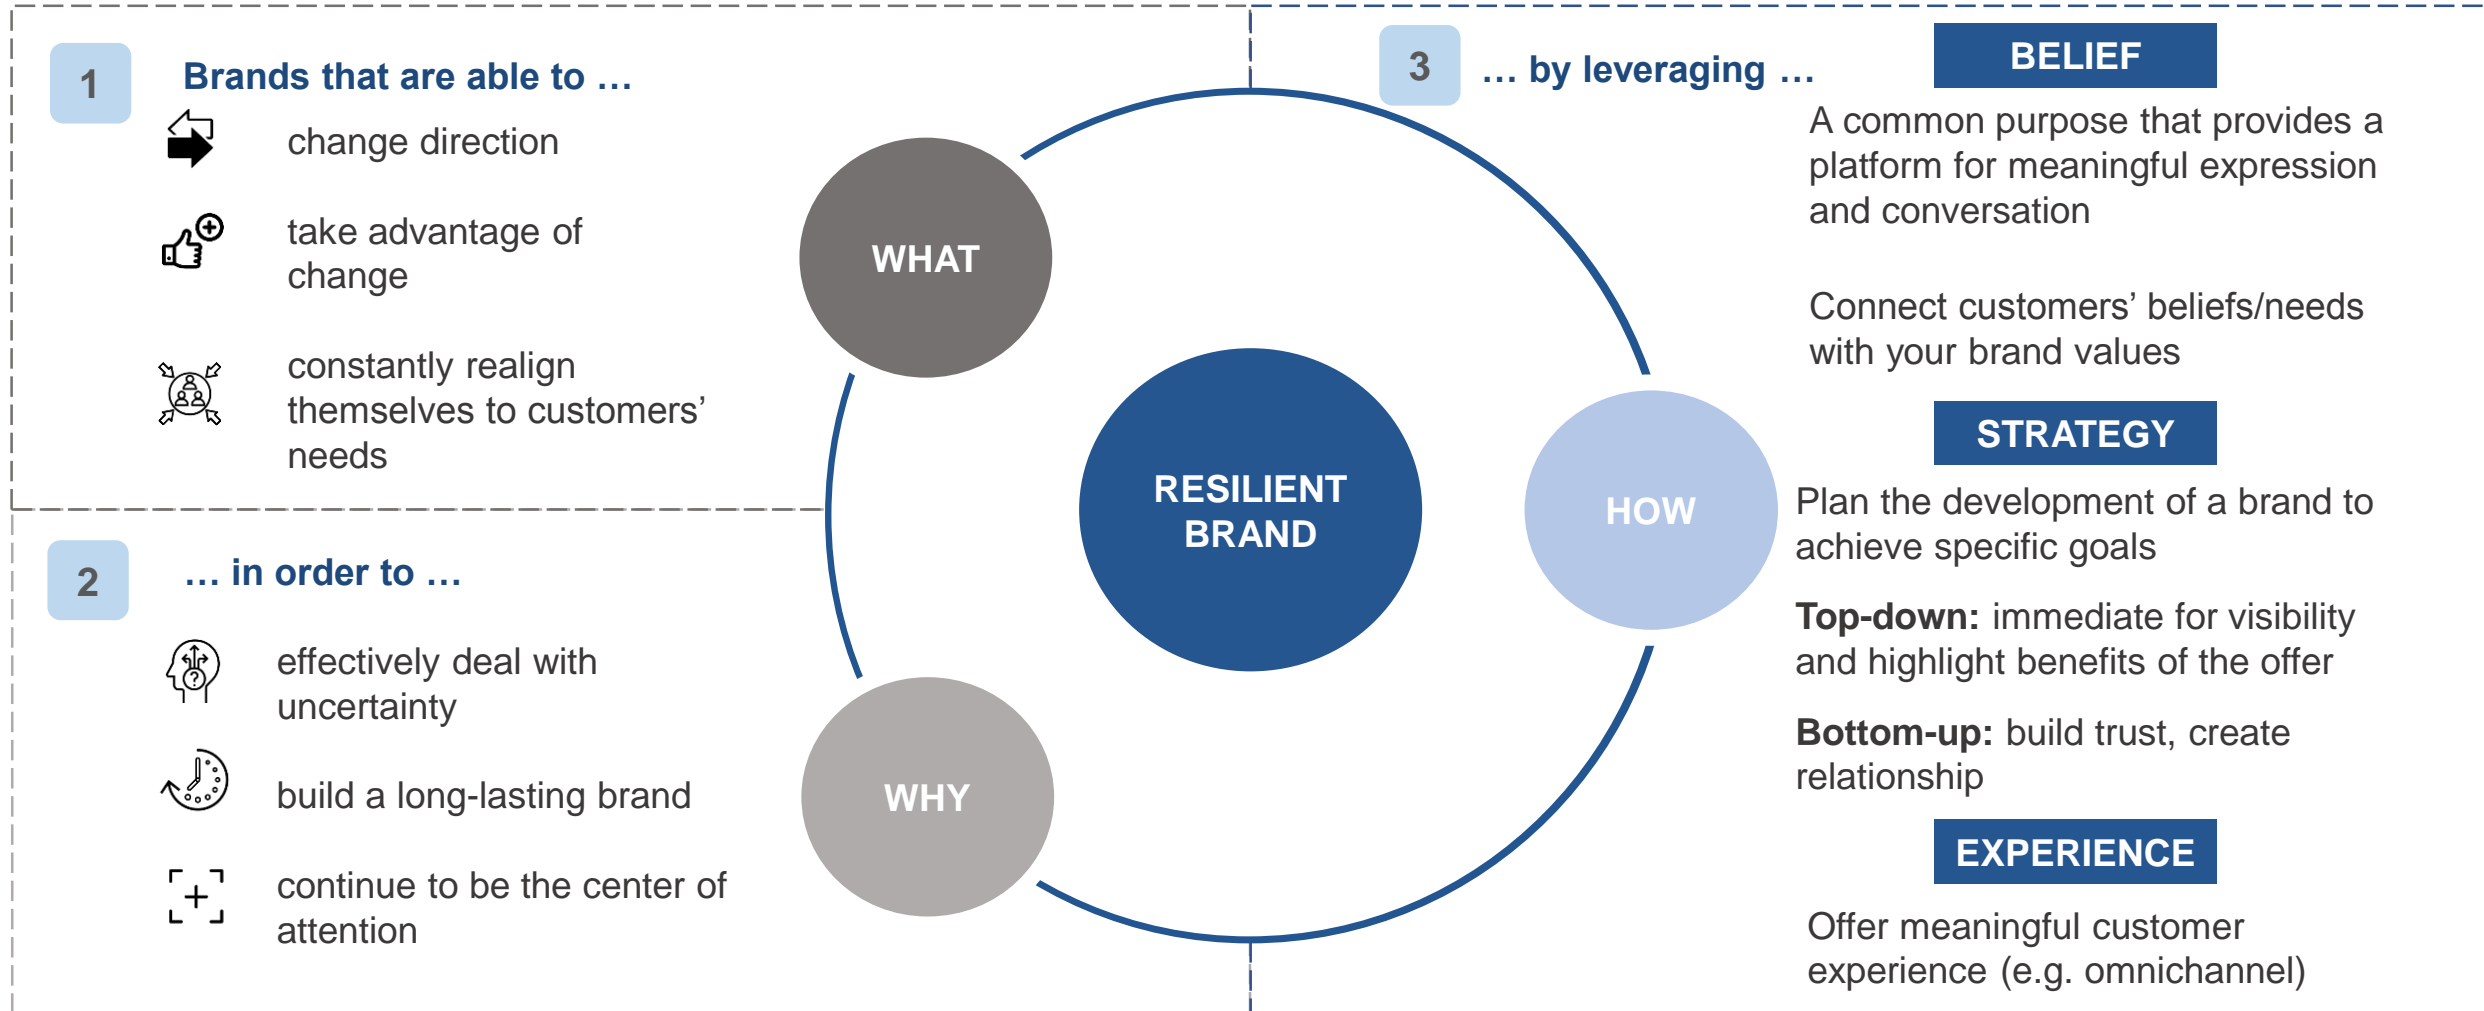 1
Brands that are able to …
change direction
take advantage of
change
constantly realign
themselves to customers’
needs
2
… in order to …
effectively deal with
uncertainty
build a long-lasting brand
continue to be the center of
attention
WHAT
WHY
RESILIENT
BRAND
HOW
3
… by leveraging …
BELIEF
A common purpose that provides a
platform for meaningful expression
and conversation
Connect customers’ beliefs/needs
with your brand values
STRATEGY
Plan the development of a brand to
achieve specific goals
Top-down: immediate for visibility
and highlight benefits of the offer
Bottom-up: build trust, create
relationship
EXPERIENCE
Offer meaningful customer
experience (e.g. omnichannel)